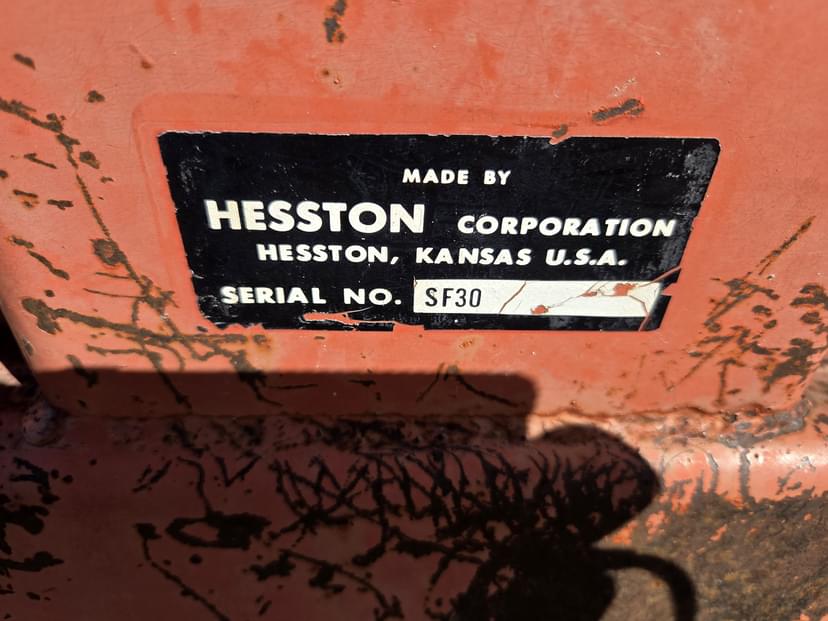 MADE BY
HESSTON CORPORATION
HESSTON, KANSAS U.S.A.
SERIAL NO. SF30